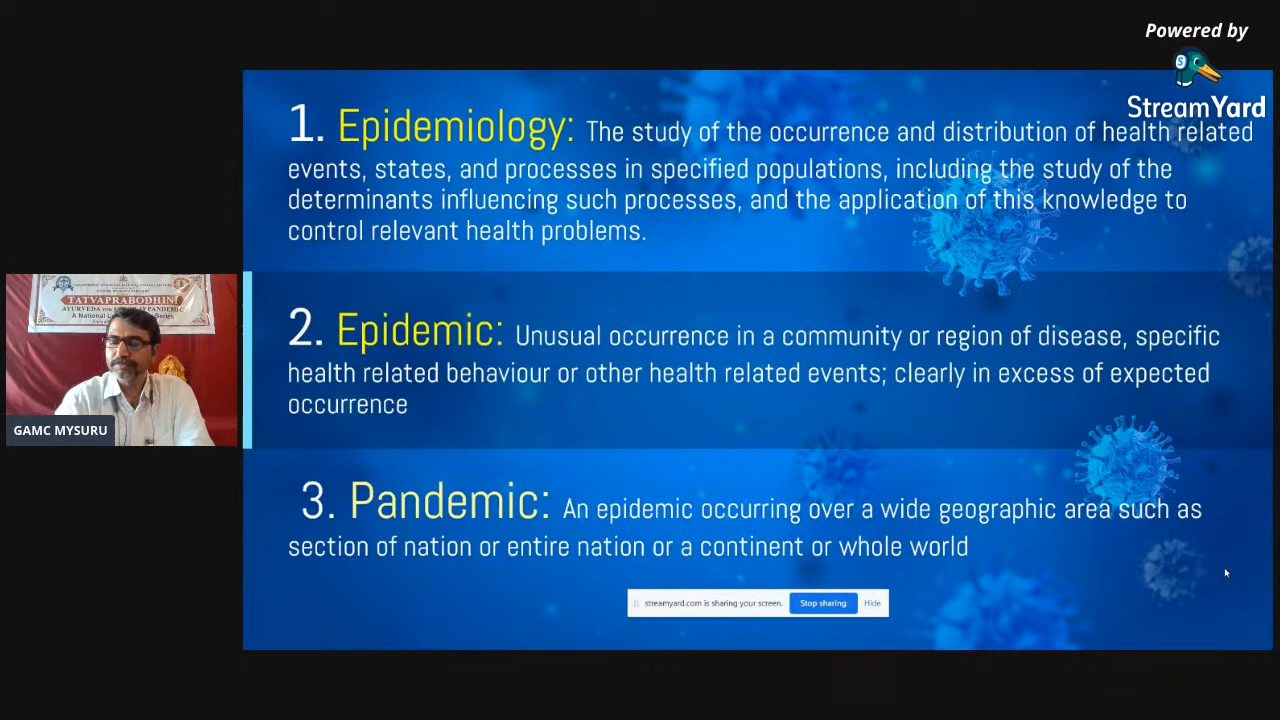 Powered by
StreamYard
1. Epidemiology: The study of the occurrence and distribution of health related
events, states, and processes in specified populations, including the study of the
determinants influencing such processes, and the application of this knowledge to
control relevant health problems.
2. Epidemic: Unusual occurrence in a community or region of disease, specific
health related behaviour or other health related events; clearly in excess of expected
occurrence
3. Pandemic: An epidemic occurring over a wide geographic area such as
section of nation or entire nation or a continent or whole world
streamyard.com is sharing your screen. Stop sharing Hide
TATVAPRABODHINI
AYURVEDA PANDEMIC
A National Series
GAMC MYSURU